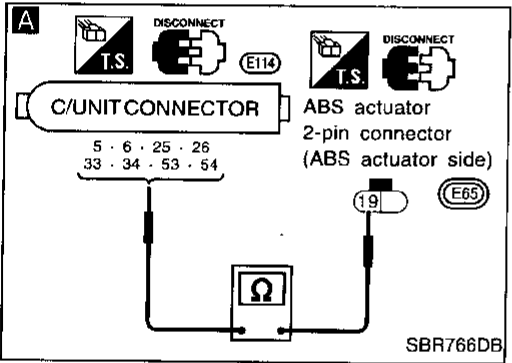 A
DISCONNECT
T.S.
E114
C/UNIT CONNECTOR
5 · 6 · 25 · 26
33 · 34 · 53 · 54
DISCONNECT
T.S.
ABS actuator
2-pin connector
(ABS actuator side)
19
E65
Ω
SBR766DB